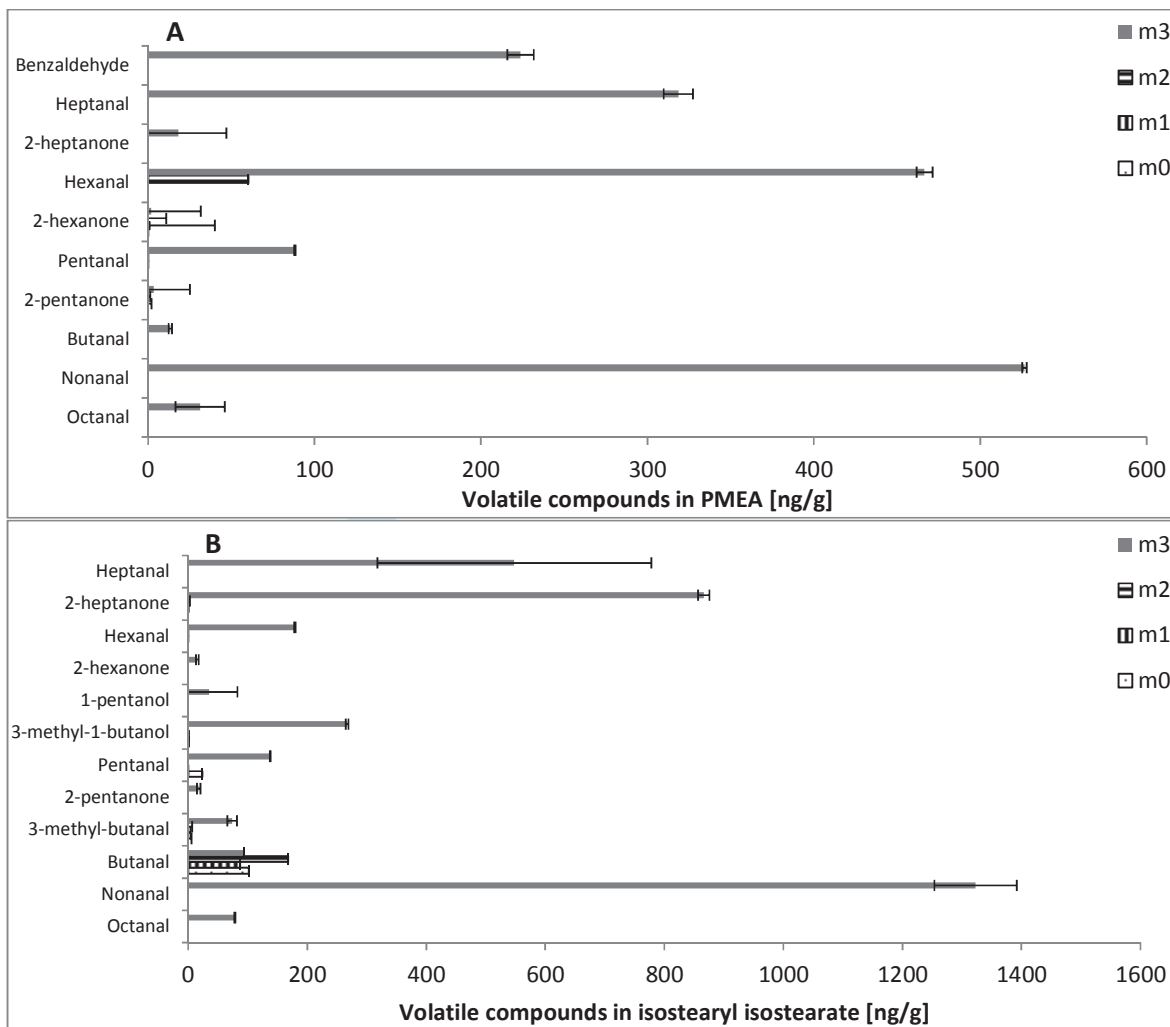 A
m3
m2
m1
m0
Benzaldehyde
Heptanal
2-heptanone
Hexanal
2-hexanone
Pentanal
2-pentanone
Butanal
Nonanal
Octanal
0 100 200 300 400 500 600
Volatile compounds in PMEA [ng/g]
B
m3
m2
m1
m0
Heptanal
2-heptanone
Hexanal
2-hexanone
1-pentanol
3-methyl-1-butanol
Pentanal
2-pentanone
3-methyl-butanal
Butanal
Nonanal
Octanal
0 200 400 600 800 1000 1200 1400 1600
Volatile compounds in isostearyl isostearate [ng/g]